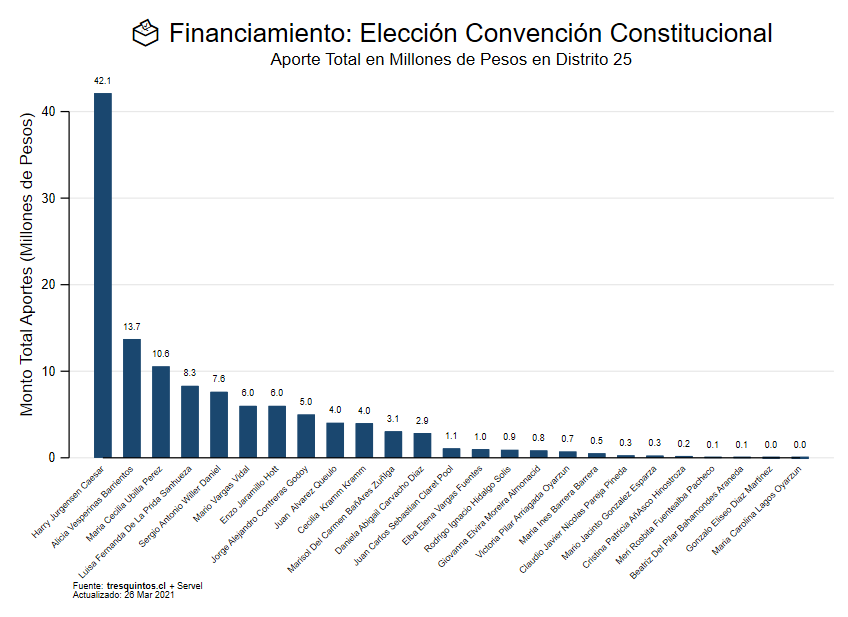 Financiamiento: Elección Convención Constitucional
Aporte Total en Millones de Pesos en Distrito 25
Monto Total Aportes (Millones de Pesos)
40
30
20
10
0
42.1
13.7
10.6
8.3
7.6
6.0
6.0
5.0
4.0
4.0
3.1
2.9
1.1
1.0
0.9
0.8
0.7
0.5
0.3
0.3
0.2
0.1
0.1
0.0
0.0
Harry Jurgensen Caesar
Alicia Vesperinas Barrientos
Maria Cecilia Ubilla Perez
Luisa Fernanda De La Prida Sanhueza
Sergio Antonio Willer Daniel
Mario Vargas Vidal
Enzo Jaramillo Hott
Jorge Alejandro Contreras Godoy
Juan Alvarez Queulo
Cecilia Kramm Kramm
Marisol Del Carmen BañAres Zuñiga
Daniela Abigail Carvacho Diaz
Juan Carlos Sebastian Claret Pool
Elba Elena Vargas Fuentes
Rodrigo Ignacio Hidalgo Solis
Giovanna Elvira Moreira Almonacid
Victoria Pilar Arriagada Oyarzun
Maria Ines Barrera Barrera
Claudio Javier Nicolas Pareja Pineda
Mario Jacinto Gonzalez Esparza
Cristina Patricia AñAsco Hinostroza
Meri Rosbita Fuentealba Pacheco
Beatriz Del Pilar Bahamondes Araneda
Gonzalo Eliseo Diaz Martinez
Maria Carolina Lagos Oyarzun
Fuente: tresquintos.cl + Servel
Actualizado: 26 Mar 2021